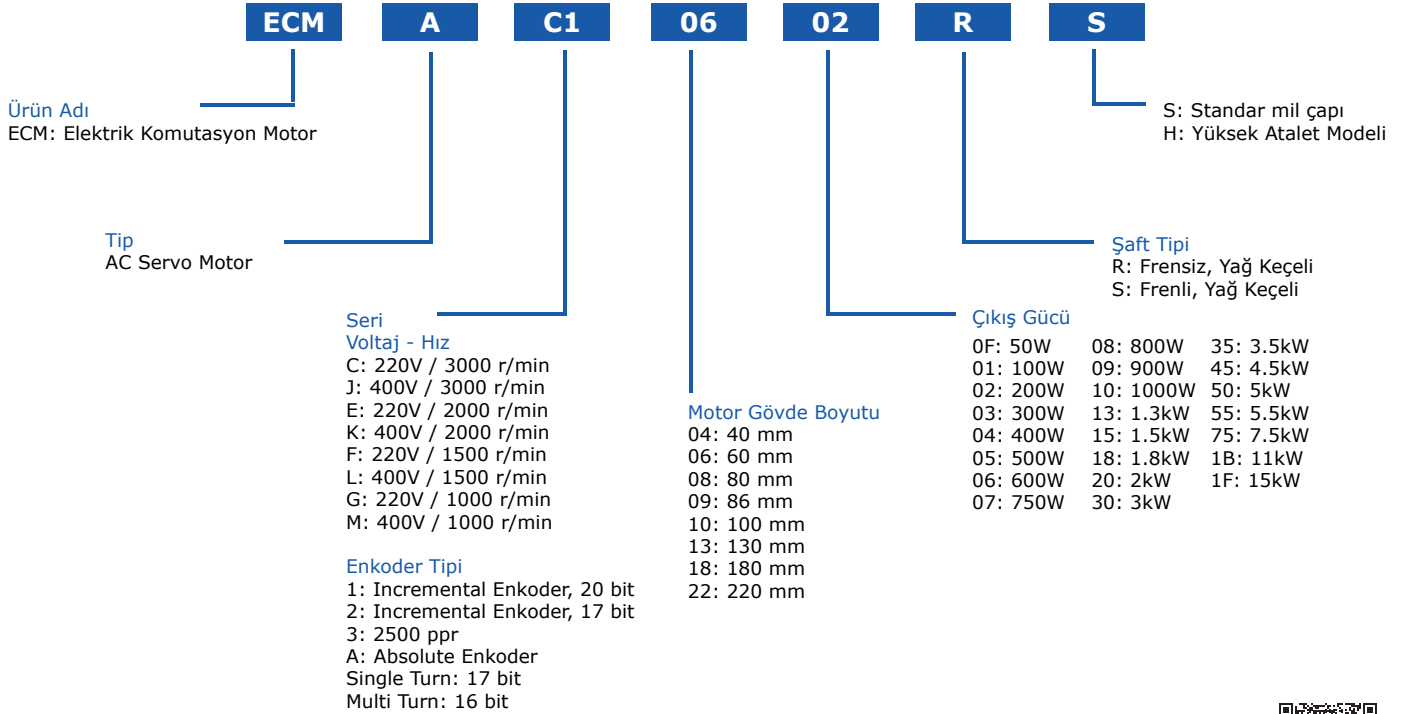 ECM A C1 06 02 R S
Ürün Adı
ECM: Elektrik Komutasyon Motor
S: Standar mil çapı
H: Yüksek Atalet Modeli
Tip
AC Servo Motor
Şaft Tipi
R: Frensiz, Yağ Keçeli
S: Frenli, Yağ Keçeli
Seri
Voltaj - Hız
C: 220V / 3000 r/min
J: 400V / 3000 r/min
E: 220V / 2000 r/min
K: 400V / 2000 r/min
F: 220V / 1500 r/min
L: 400V / 1500 r/min
G: 220V / 1000 r/min
M: 400V / 1000 r/min
Enkoder Tipi
1: Incremental Enkoder, 20 bit
2: Incremental Enkoder, 17 bit
3: 2500 ppr
A: Absolute Enkoder
Single Turn: 17 bit
Multi Turn: 16 bit
Motor Gövde Boyutu
04: 40 mm
06: 60 mm
08: 80 mm
09: 86 mm
10: 100 mm
13: 130 mm
18: 180 mm
22: 220 mm
Çıkış Gücü
0F: 50W 08: 800W 35: 3.5kW
01: 100W 09: 900W 45: 4.5kW
02: 200W 10: 1000W 50: 5kW
03: 300W 13: 1.3kW 55: 5.5kW
04: 400W 15: 1.5kW 75: 7.5kW
05: 500W 18: 1.8kW 1B: 11kW
06: 600W 20: 2kW 1F: 15kW
07: 750W 30: 3kW